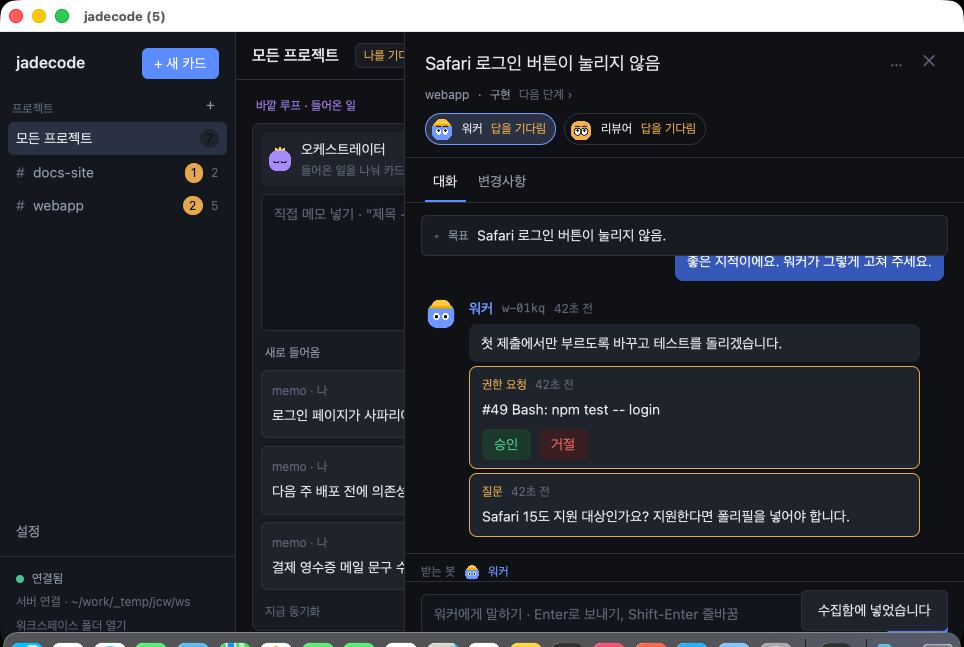 jadecode (5)
jadecode
+ 새 카드
프로젝트
+
모든 프로젝트
7
# docs-site
1
2
# webapp
2
5
설정
연결됨
서버 연결 · ~/work/_temp/jcw/ws
워크스페이스 폴더 열기
모든 프로젝트
나를 기다
바깥 루프 · 들어온 일
오케스트레이터
들어온 일을 나눠 카드
직접 메모 넣기 · "제목
새로 들어옴
memo · 나
로그인 페이지가 사파리
memo · 나
다음 주 배포 전에 의존성
memo · 나
결제 영수증 메일 문구 수
지금 동기화
Safari 로그인 버튼이 눌리지 않음
…
webapp · 구현 다음 단계 ›
워커 답을 기다림
리뷰어 답을 기다림
대화
변경사항
목표 Safari 로그인 버튼이 눌리지 않음.
좋은 지적이에요. 워커가 그렇게 고쳐 주세요.
워커 w-01kq 42초 전
첫 제출에서만 부르도록 바꾸고 테스트를 돌리겠습니다.
권한 요청 42초 전
#49 Bash: npm test -- login
승인
거절
질문 42초 전
Safari 15도 지원 대상인가요? 지원한다면 폴리필을 넣어야 합니다.
받는 봇 워커
워커에게 말하기 · Enter로 보내기, Shift-Enter 줄바꿈
수집함에 넣었습니다